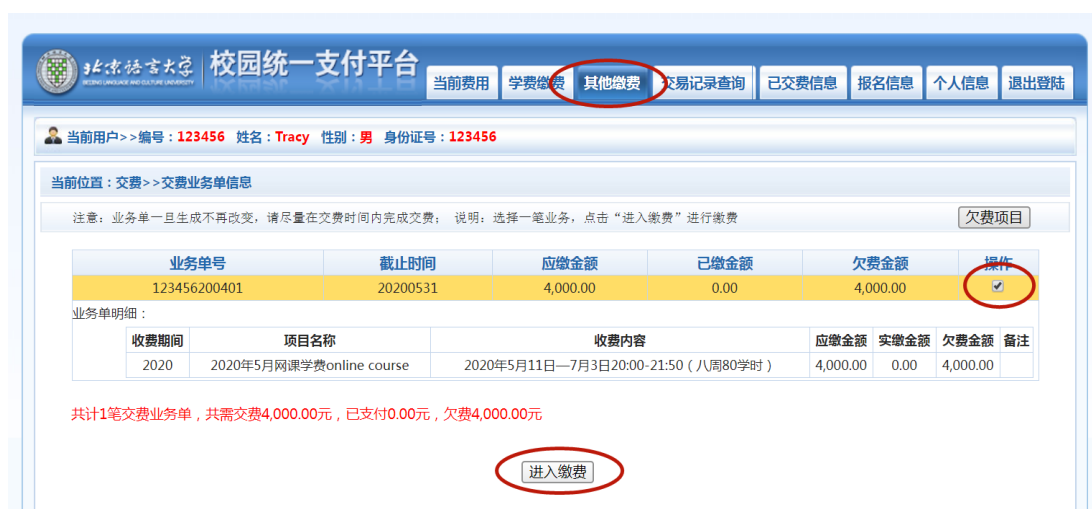 北京语言大学 校园统一支付平台
BEIJING LANGUAGE AND CULTURE UNIVERSITY
当前费用 学费缴费 其他缴费 交易记录查询 已交费信息 报名信息 个人信息 退出登陆
当前用户>>编号：123456 姓名：Tracy 性别：男 身份证号：123456
当前位置：交费>>交费业务单信息
注意：业务单一旦生成不再改变，请尽量在交费时间内完成交费； 说明：选择一笔业务，点击“进入缴费”进行缴费 欠费项目
业务单号 截止时间 应缴金额 已缴金额 欠费金额 操作
123456200401 20200531 4,000.00 0.00 4,000.00
业务单明细：
收费期间 项目名称 收费内容 应缴金额 实缴金额 欠费金额 备注
2020 2020年5月网课学费online course 2020年5月11日—7月3日20:00-21:50（八周80学时） 4,000.00 0.00 4,000.00
共计1笔交费业务单，共需交费4,000.00元，已支付0.00元，欠费4,000.00元
进入缴费